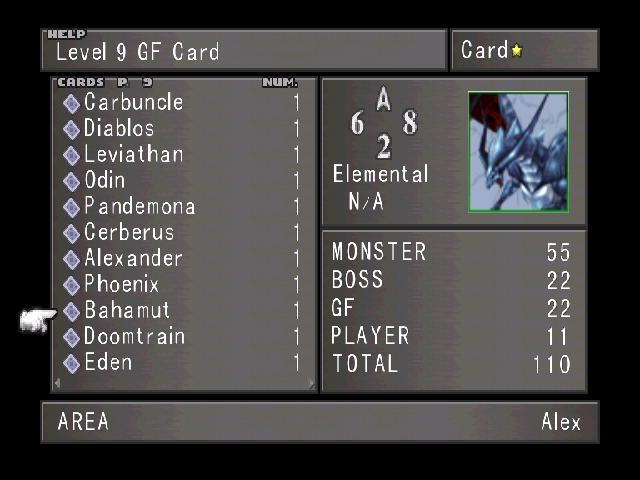 HELP
Level 9 GF Card
Card
CARDS P. 9 NUM.
Carbuncle 1
Diablos 1
Leviathan 1
Odin 1
Pandemona 1
Cerberus 1
Alexander 1
Phoenix 1
Bahamut 1
Doomtrain 1
Eden 1
A
6 8
2
Elemental
N/A
MONSTER 55
BOSS 22
GF 22
PLAYER 11
TOTAL 110
AREA Alex